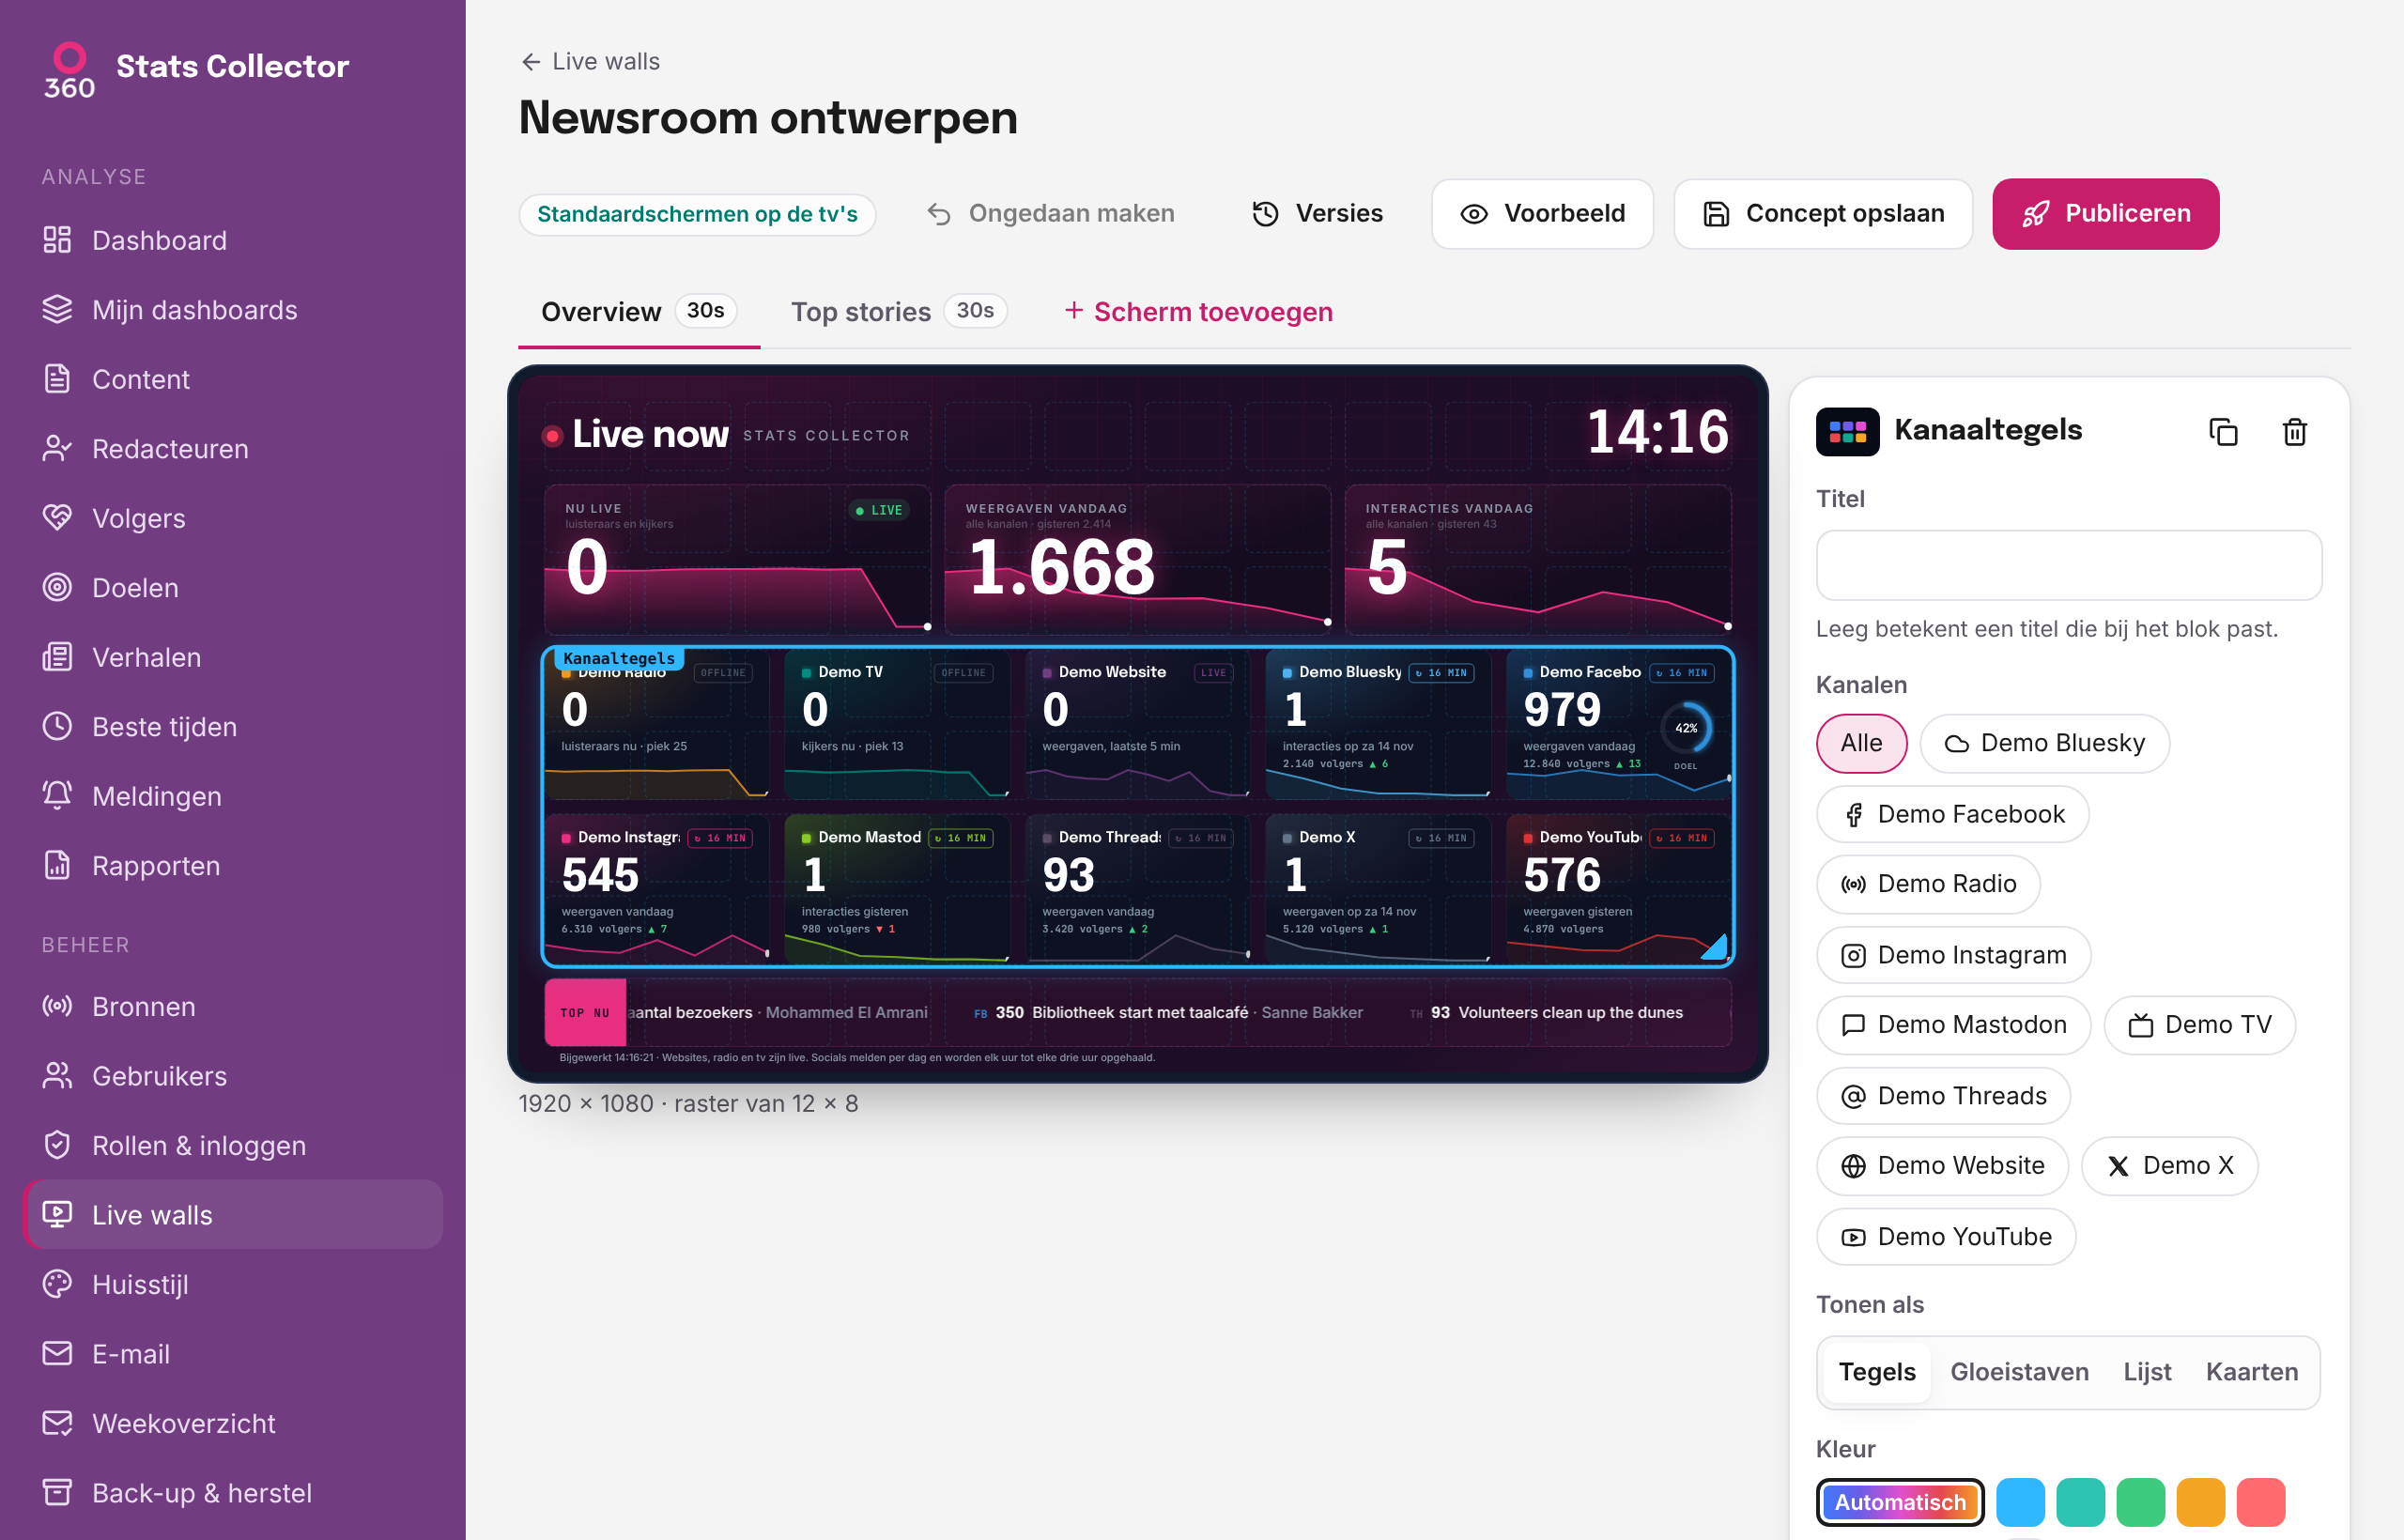 360
Stats Collector
ANALYSE
Dashboard
Mijn dashboards
Content
Redacteuren
Volgers
Doelen
Verhalen
Beste tijden
Meldingen
Rapporten
BEHEER
Bronnen
Gebruikers
Rollen & inloggen
Live walls
Huisstijl
E-mail
Weekoverzicht
Back-up & herstel
← Live walls
Newsroom ontwerpen
Standaardschermen op de tv's
Ongedaan maken
Versies
Voorbeeld
Concept opslaan
Publiceren
Overview 30s
Top stories 30s
+ Scherm toevoegen
Live now STATS COLLECTOR
14:16
NU LIVE
luisteraars en kijkers
● LIVE
0
WEERGAVEN VANDAAG
alle kanalen · gisteren 2.414
1.668
INTERACTIES VANDAAG
alle kanalen · gisteren 43
5
Kanaaltegels
Demo Radio OFFLINE
0
luisteraars nu · piek 25
Demo TV OFFLINE
0
kijkers nu · piek 13
Demo Website LIVE
0
weergaven, laatste 5 min
Demo Bluesky ↻ 16 MIN
1
interacties op za 14 nov
2.140 volgers ▲ 6
Demo Facebo ↻ 16 MIN
979
weergaven vandaag
12.840 volgers ▲ 13
42%
DOEL
Demo Instagr ↻ 16 MIN
545
weergaven vandaag
6.310 volgers ▲ 7
Demo Mastod ↻ 16 MIN
1
interacties gisteren
980 volgers ▼ 1
Demo Threads ↻ 16 MIN
93
weergaven vandaag
3.420 volgers ▲ 2
Demo X ↻ 16 MIN
1
weergaven op za 14 nov
5.120 volgers ▲ 1
Demo YouTube ↻ 16 MIN
576
weergaven gisteren
4.870 volgers
TOP NU
aantal bezoekers · Mohammed El Amrani FB 350 Bibliotheek start met taalcafé · Sanne Bakker TH 93 Volunteers clean up the dunes
Bijgewerkt 14:16:21 · Websites, radio en tv zijn live. Socials melden per dag en worden elk uur tot elke drie uur opgehaald.
1920 × 1080 · raster van 12 × 8
Kanaaltegels
Titel
Leeg betekent een titel die bij het blok past.
Kanalen
Alle
Demo Bluesky
Demo Facebook
Demo Radio
Demo Instagram
Demo Mastodon
Demo TV
Demo Threads
Demo Website
Demo X
Demo YouTube
Tonen als
Tegels Gloeistaven Lijst Kaarten
Kleur
Automatisch